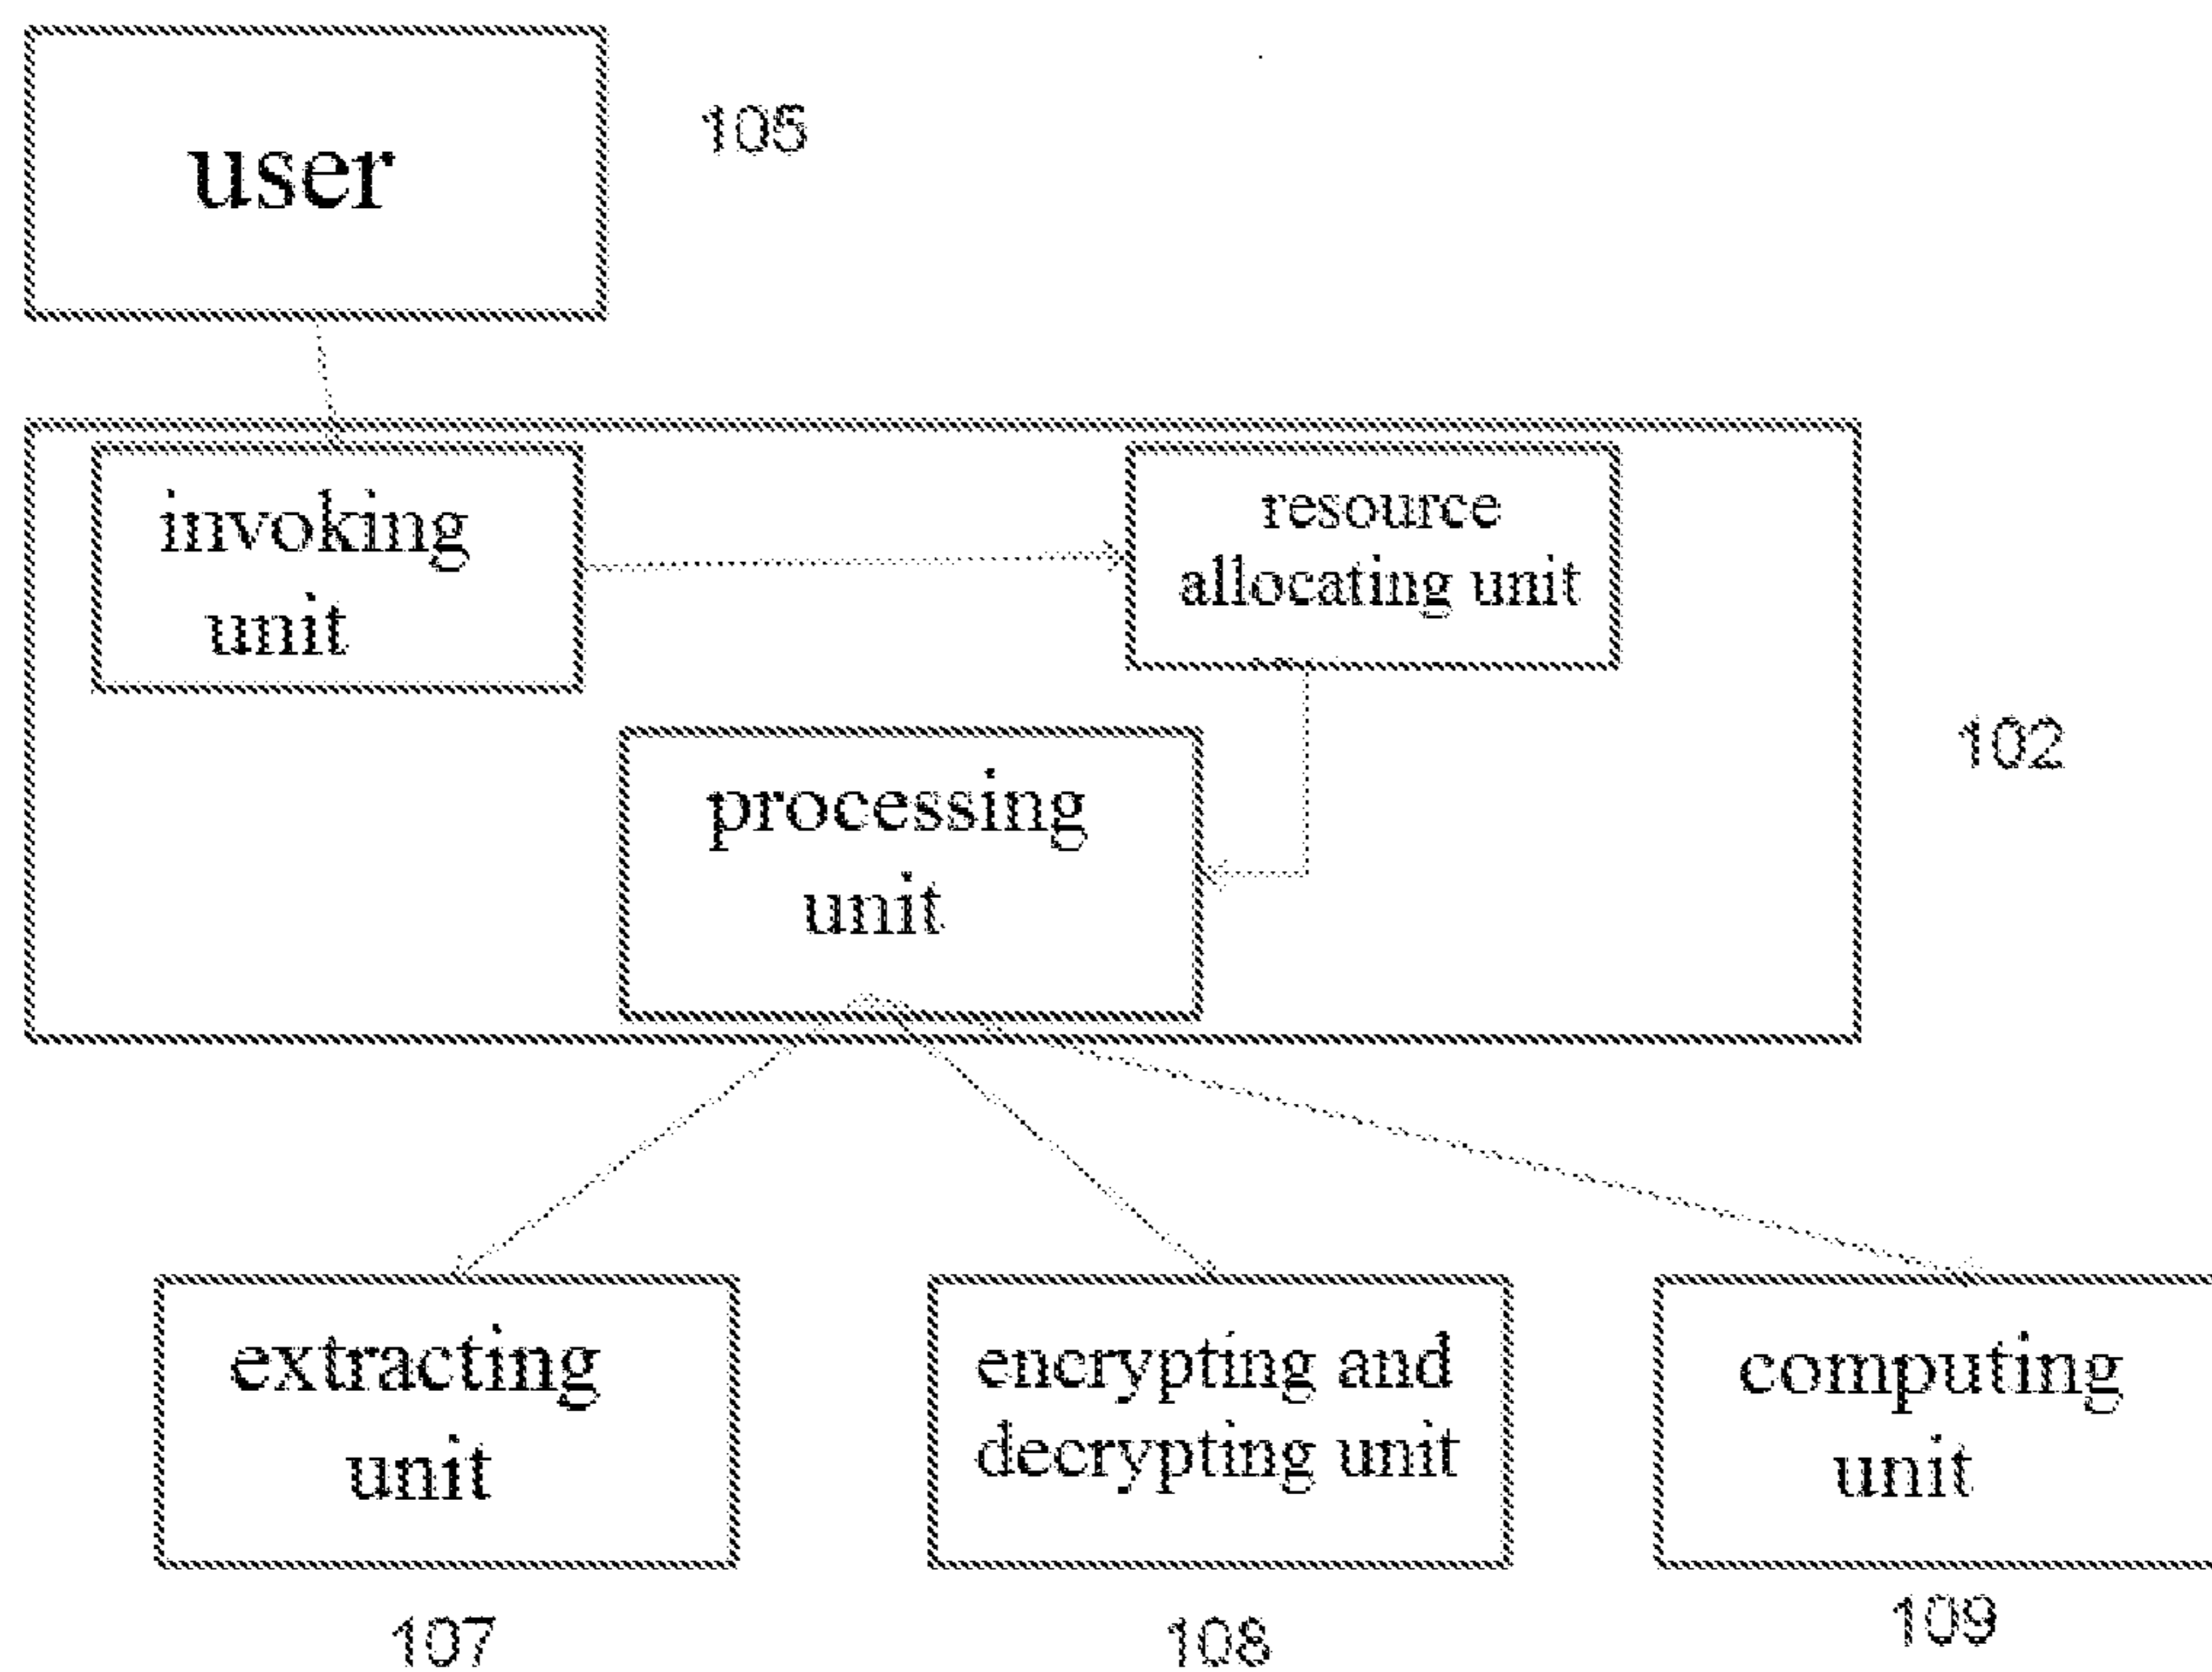 user
105
invoking
unit
resource
allocating unit
processing
unit
102
extracting
unit
encrypting and
decrypting unit
computing
unit
107
108
109